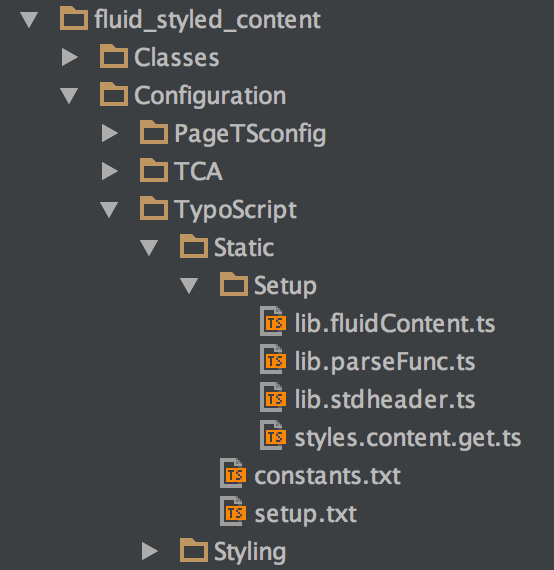 fluid_styled_content
Classes
Configuration
PageTSconfig
TCA
TypoScript
Static
Setup
TS lib.fluidContent.ts
TS lib.parseFunc.ts
TS lib.stdheader.ts
TS styles.content.get.ts
TS constants.txt
TS setup.txt
Styling